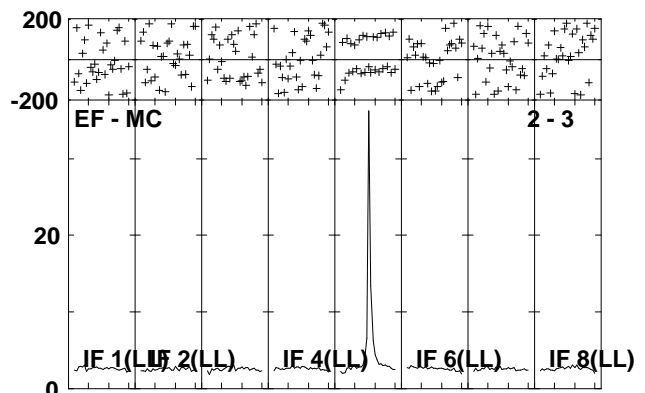 200
-200
EF - MC 2 - 3
20
IF 1(LL) IF 2(LL) IF 4(LL) IF 6(LL) IF 8(LL)
0